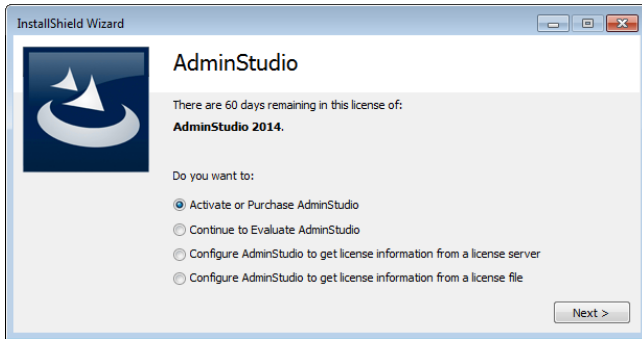 InstallShield Wizard
AdminStudio
There are 60 days remaining in this license of:
AdminStudio 2014.
Do you want to:
Activate or Purchase AdminStudio
Continue to Evaluate AdminStudio
Configure AdminStudio to get license information from a license server
Configure AdminStudio to get license information from a license file
Next >